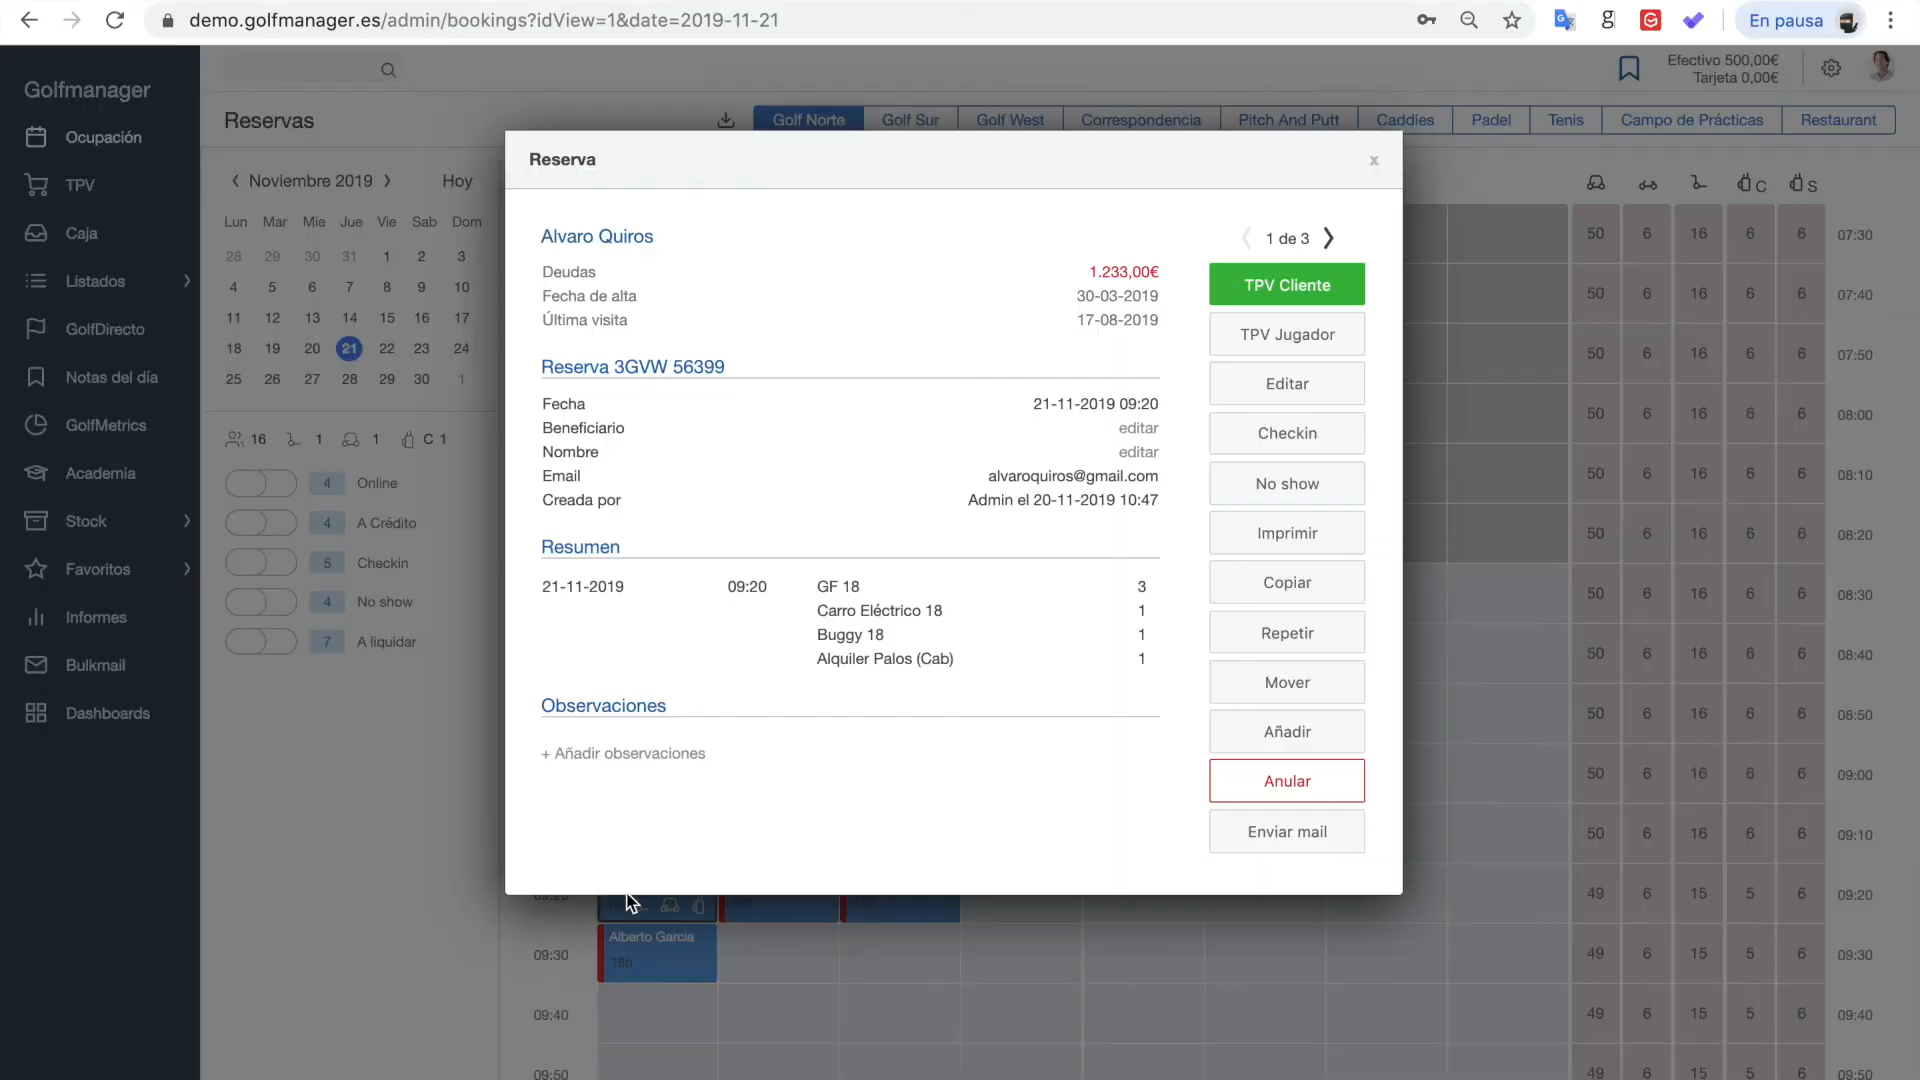 demo.golfmanager.es/admin/bookings?idView=1&date=2019-11-21
En pausa
Golfmanager
Efectivo 500,00€
Tarjeta 0,00€
Ocupación
TPV
Caja
Listados
GolfDirecto
Notas del día
GolfMetrics
Academia
Stock
Favoritos
Informes
Bulkmail
Dashboards
Reservas
Golf Norte Golf Sur Golf West Correspondencia Pitch And Putt Caddies Padel Tenis Campo de Prácticas Restaurant
Noviembre 2019 Hoy
Lun Mar Mie Jue Vie Sab Dom
28 29 30 31 1 2 3
4 5 6 7 8 9 10
11 12 13 14 15 16 17
18 19 20 21 22 23 24
25 26 27 28 29 30 1
16 1 1 C 1
4 Online
4 A Crédito
5 Checkin
4 No show
7 A liquidar
Reserva x
Alvaro Quiros
Deudas 1.233,00€
Fecha de alta 30-03-2019
Última visita 17-08-2019
Reserva 3GVW 56399
Fecha 21-11-2019 09:20
Beneficiario editar
Nombre editar
Email alvaroquiros@gmail.com
Creada por Admin el 20-11-2019 10:47
Resumen
21-11-2019 09:20 GF 18 3
Carro Eléctrico 18 1
Buggy 18 1
Alquiler Palos (Cab) 1
Observaciones
+ Añadir observaciones
1 de 3
TPV Cliente
TPV Jugador
Editar
Checkin
No show
Imprimir
Copiar
Repetir
Mover
Añadir
Anular
Enviar mail
C S
50 6 16 6 6 07:30
50 6 16 6 6 07:40
50 6 16 6 6 07:50
50 6 16 6 6 08:00
50 6 16 6 6 08:10
50 6 16 6 6 08:20
50 6 16 6 6 08:30
50 6 16 6 6 08:40
50 6 16 6 6 08:50
50 6 16 6 6 09:00
50 6 16 6 6 09:10
09:20 49 6 15 6 6 09:20
Alberto Garcia
18h
09:30 49 6 15 5 6 09:30
09:40 49 6 15 5 6 09:40
09:50 49 6 15 5 6 09:50